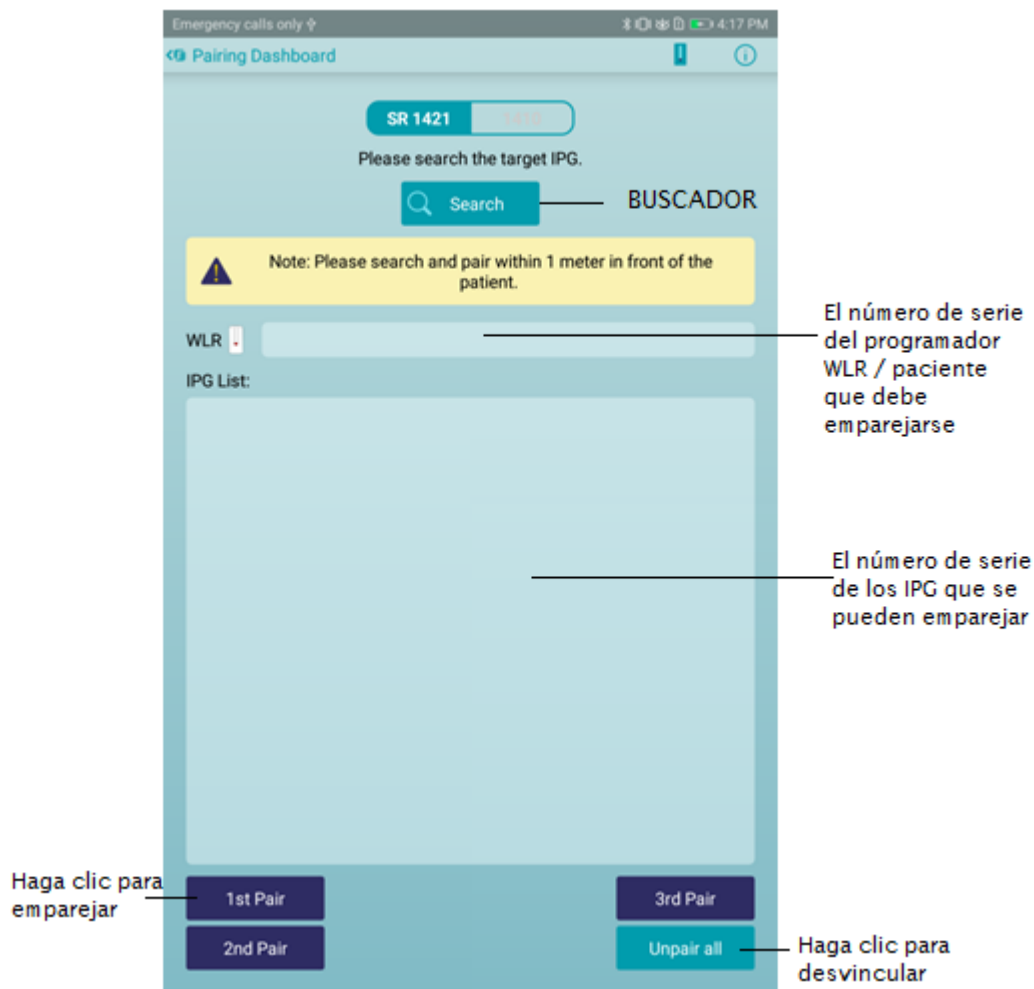 Emergency calls only
4:17 PM
Pairing Dashboard
SR 1421
Please search the target IPG.
Search
BUSCADOR
Note: Please search and pair within 1 meter in front of the
patient.
WLR
El número de serie
del programador
WLR / paciente
que debe
emparejarse
IPG List:
El número de serie
de los IPG que se
pueden emparejar
Haga clic para
emparejar
1st Pair
3rd Pair
2nd Pair
Unpair all
Haga clic para
desvincular